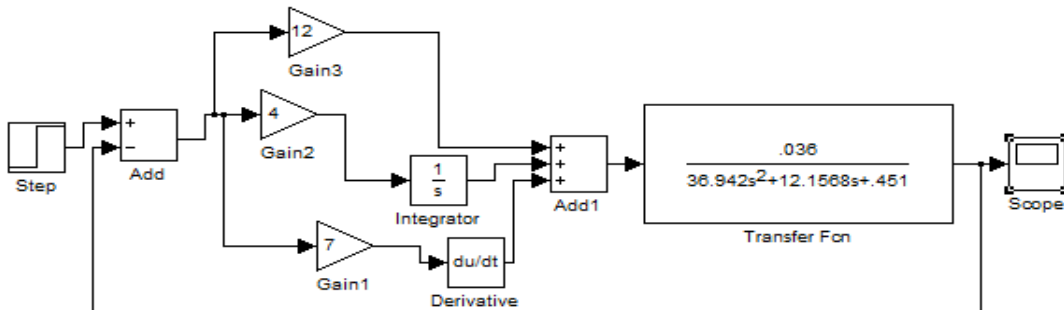 12
Gain3
+
−
Step
Add
4
Gain2
1
s
Integrator
+
+
+
Add1
.036
36.942s²+12.1568s+.451
Transfer Fcn
Scope
7
Gain1
du/dt
Derivative